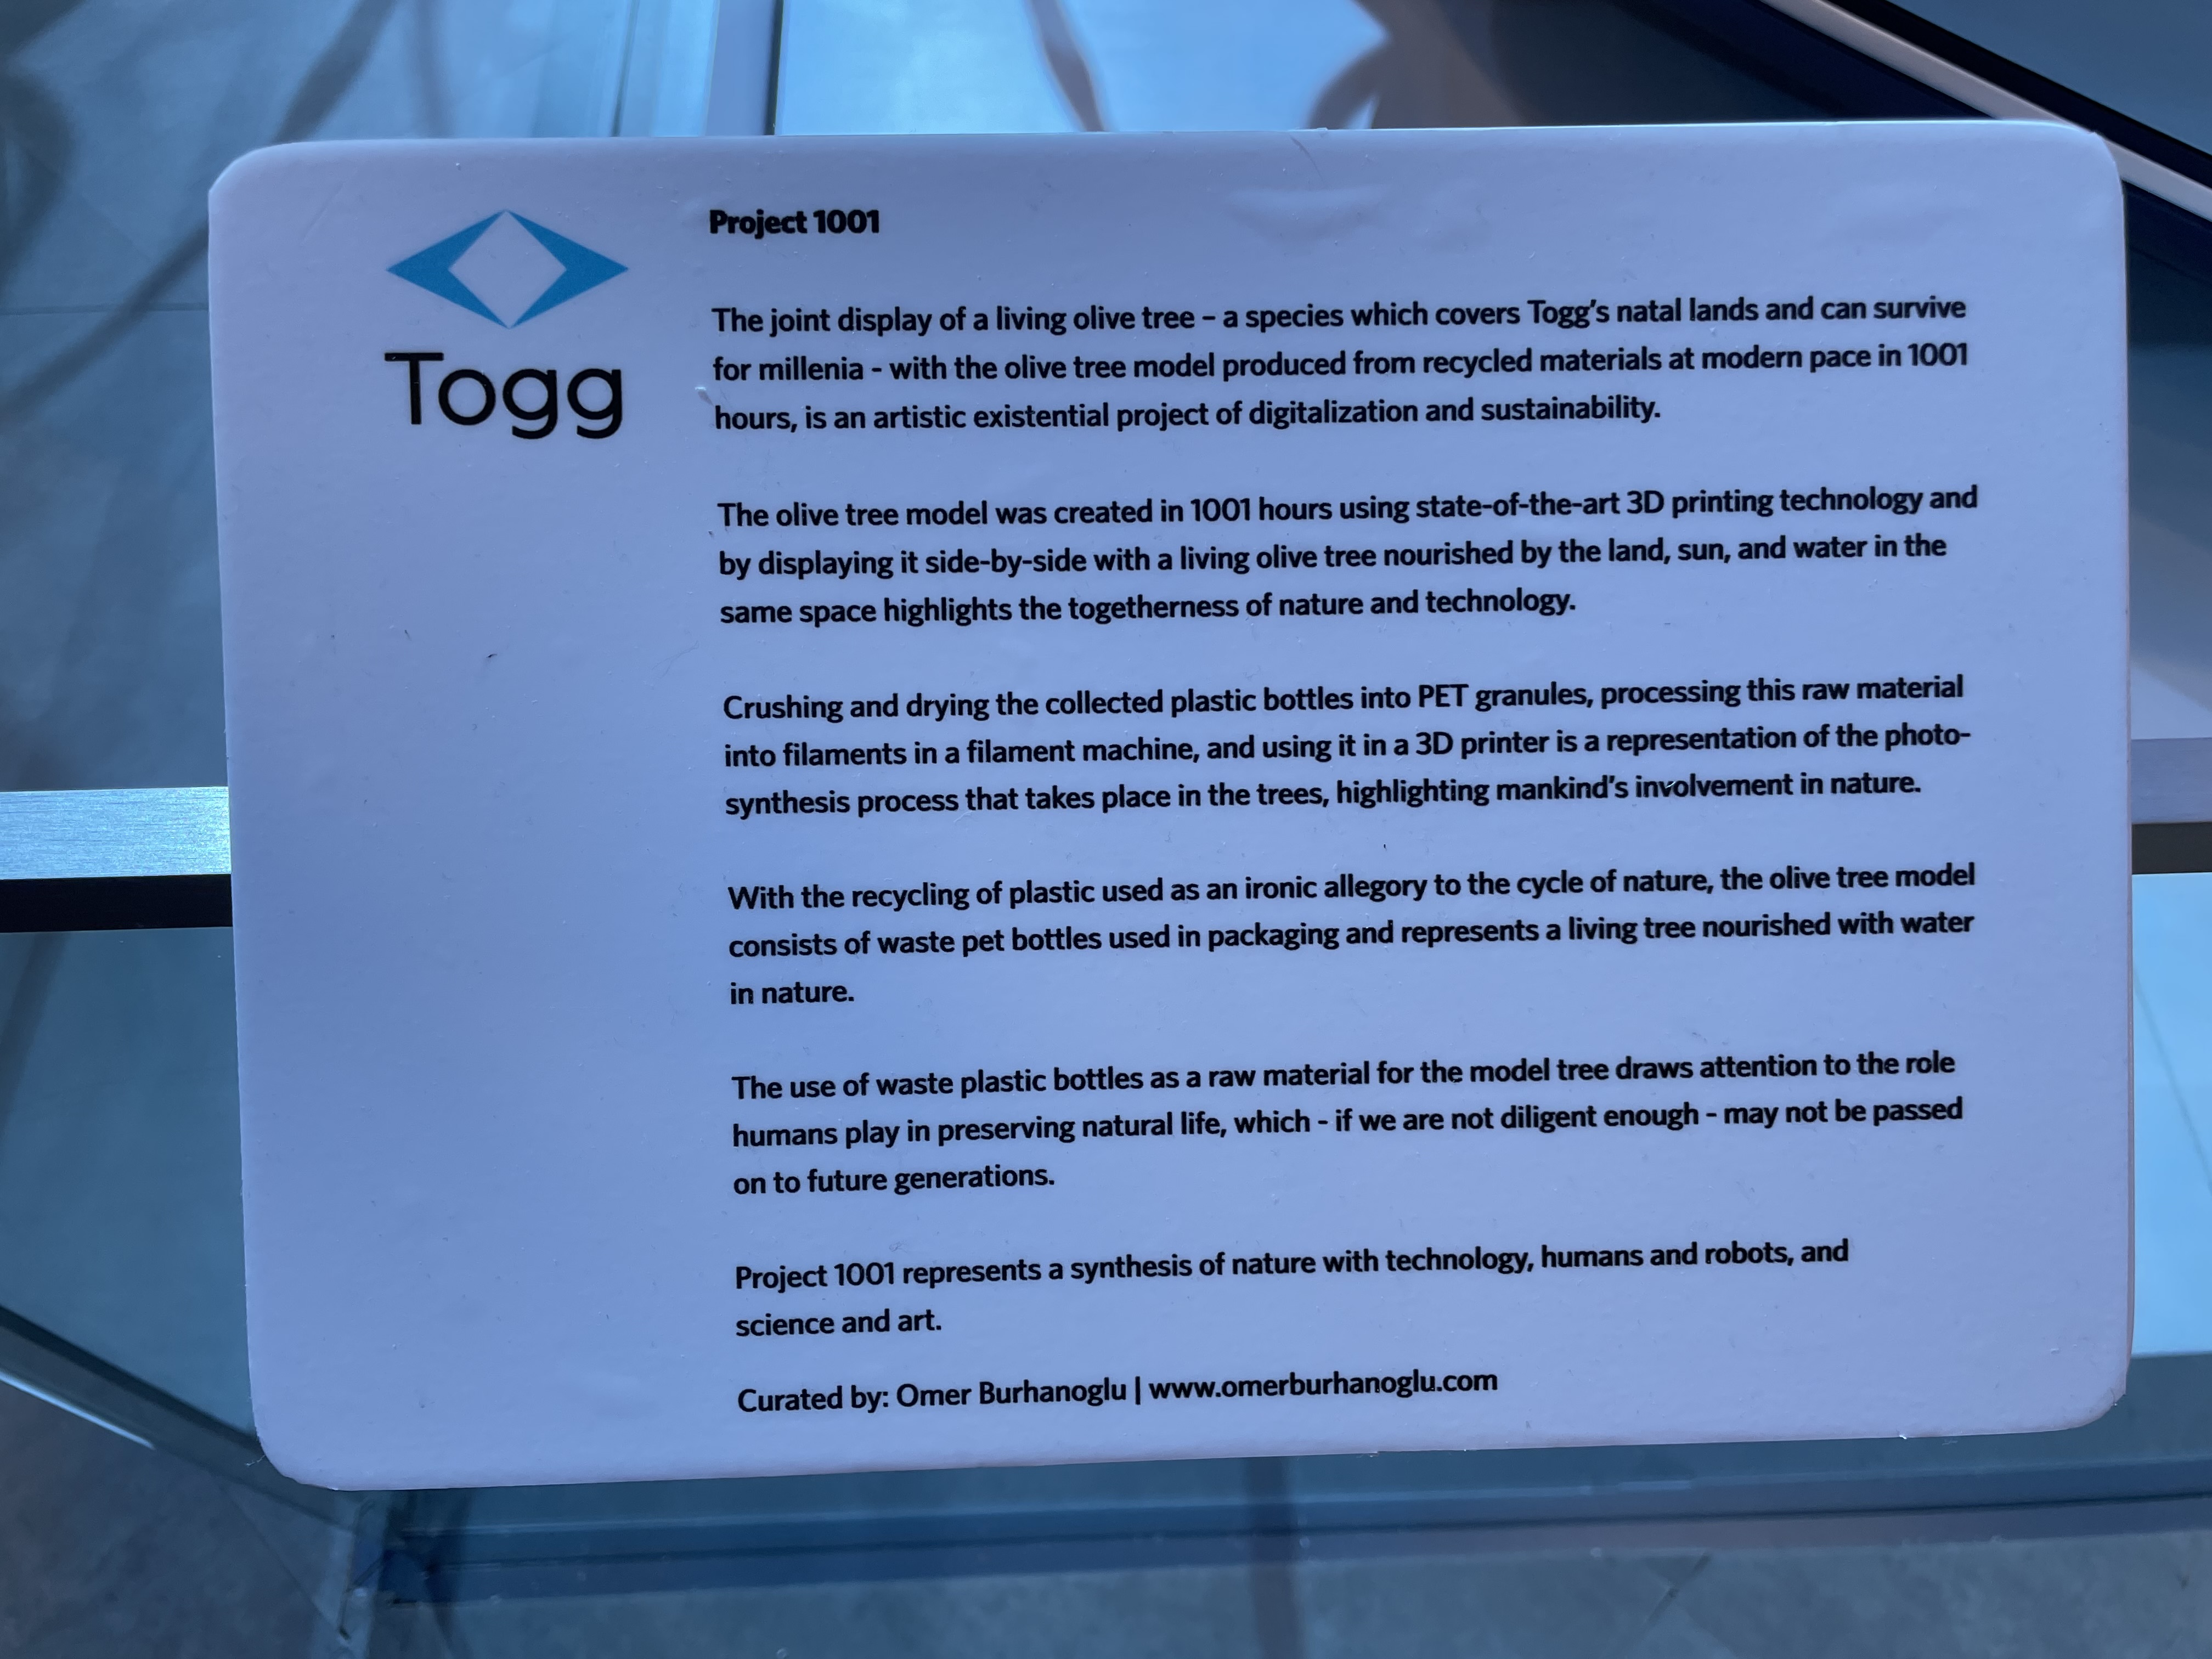 Togg
Project 1001
The joint display of a living olive tree – a species which covers Togg's natal lands and can survive
for millenia - with the olive tree model produced from recycled materials at modern pace in 1001
hours, is an artistic existential project of digitalization and sustainability.
The olive tree model was created in 1001 hours using state-of-the-art 3D printing technology and
by displaying it side-by-side with a living olive tree nourished by the land, sun, and water in the
same space highlights the togetherness of nature and technology.
Crushing and drying the collected plastic bottles into PET granules, processing this raw material
into filaments in a filament machine, and using it in a 3D printer is a representation of the photo-
synthesis process that takes place in the trees, highlighting mankind's involvement in nature.
With the recycling of plastic used as an ironic allegory to the cycle of nature, the olive tree model
consists of waste pet bottles used in packaging and represents a living tree nourished with water
in nature.
The use of waste plastic bottles as a raw material for the model tree draws attention to the role
humans play in preserving natural life, which - if we are not diligent enough - may not be passed
on to future generations.
Project 1001 represents a synthesis of nature with technology, humans and robots, and
science and art.
Curated by: Omer Burhanoglu | www.omerburhanoglu.com